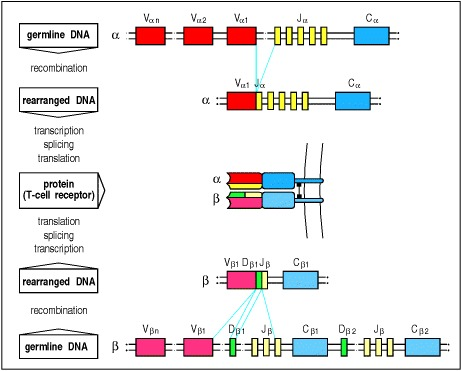 Vαn Vα2 Vα1 Jα Cα
germline DNA α
recombination
Vα1 Jα Cα
rearranged DNA α
transcription
splicing
translation
protein
(T-cell receptor)
α
β
translation
splicing
transcription
Vβ1 Dβ1 Jβ Cβ1
rearranged DNA β
recombination
Vβn Vβ1 Dβ1 Jβ Cβ1 Dβ2 Jβ Cβ2
germline DNA β